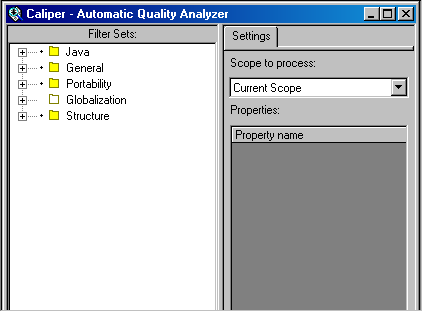 Caliper - Automatic Quality Analyzer
Filter Sets:
Java
General
Portability
Globalization
Structure
Settings
Scope to process:
Current Scope
Properties:
Property name